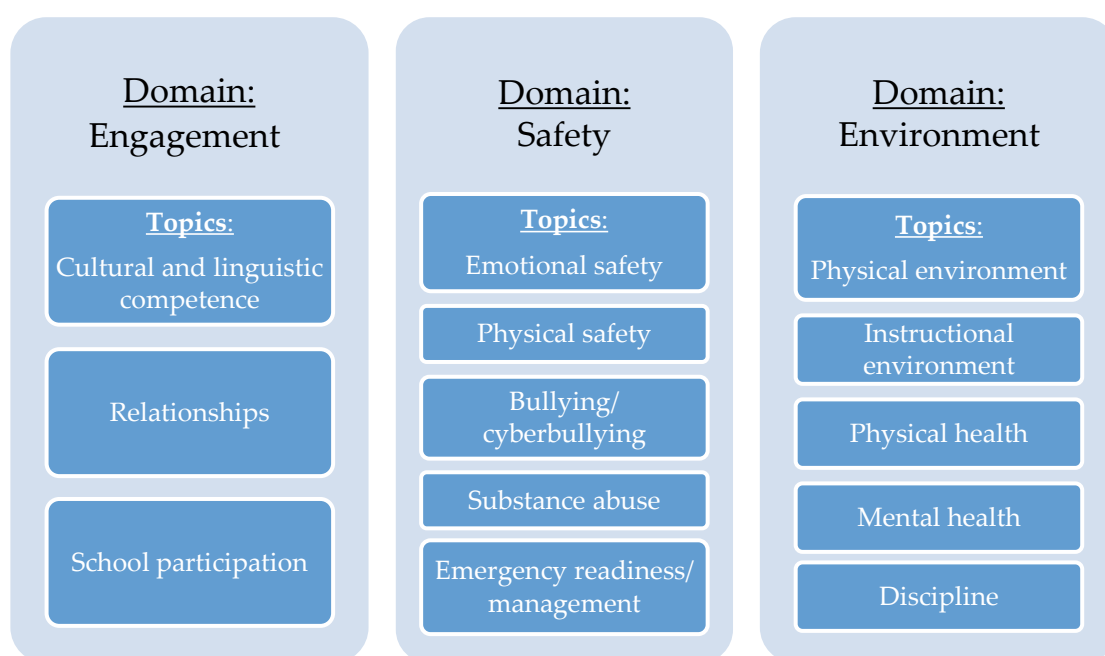 Domain:
Engagement
Topics:
Cultural and linguistic
competence
Relationships
School participation
Domain:
Safety
Topics:
Emotional safety
Physical safety
Bullying/
cyberbullying
Substance abuse
Emergency readiness/
management
Domain:
Environment
Topics:
Physical environment
Instructional
environment
Physical health
Mental health
Discipline